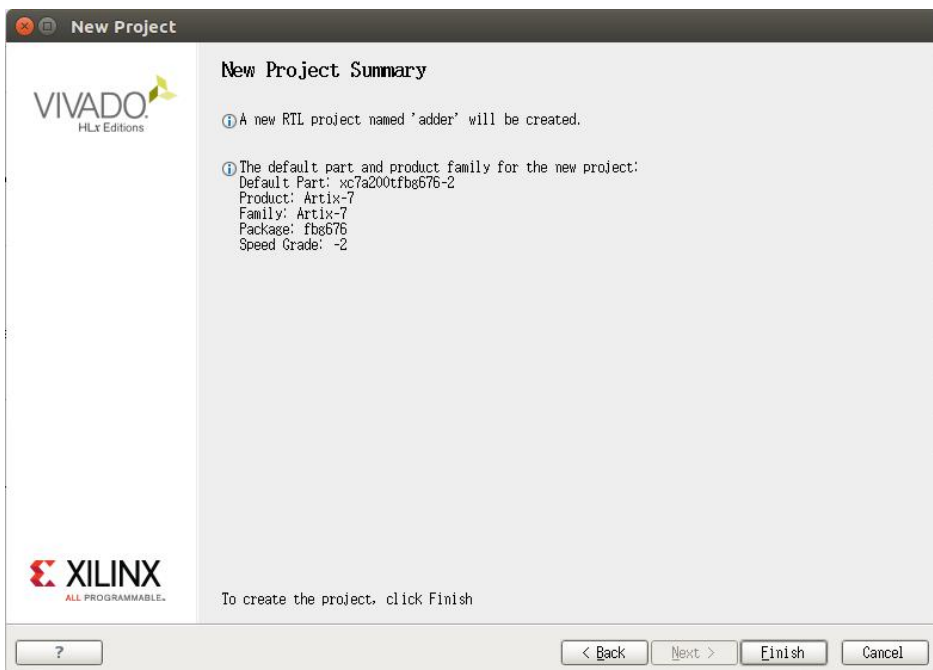 New Project
VIVADO.
HLx Editions
New Project Summary
A new RTL project named 'adder' will be created.
The default part and product family for the new project:
Default Part: xc7a200tfbg676-2
Product: Artix-7
Family: Artix-7
Package: fbg676
Speed Grade: -2
XILINX
ALL PROGRAMMABLE.
To create the project, click Finish
?
< Back
Next >
Finish
Cancel